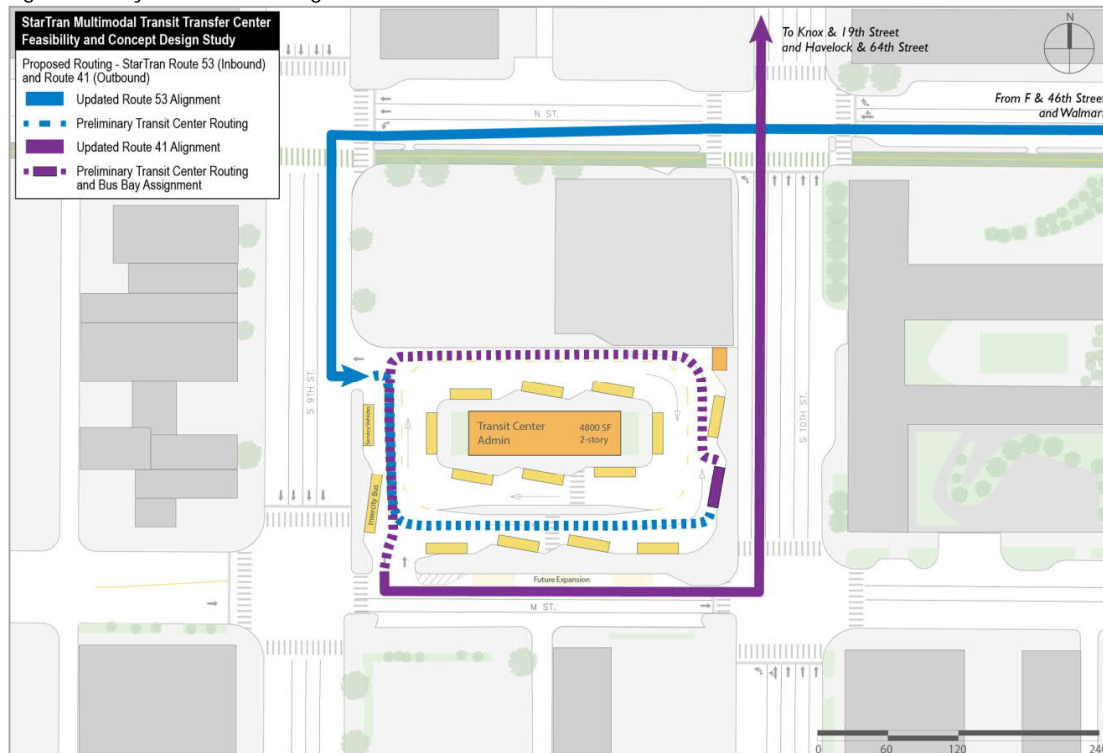 StarTran Multimodal Transit Transfer Center
Feasibility and Concept Design Study
Proposed Routing - StarTran Route 53 (Inbound)
and Route 41 (Outbound)
Updated Route 53 Alignment
Preliminary Transit Center Routing
Updated Route 41 Alignment
Preliminary Transit Center Routing
and Bus Bay Assignment
To Knox & 19th Street
and Havelock & 64th Street
N
From F & 46th Street
and Walmart
N ST.
S 9TH ST.
S 10TH ST.
Service Vehicles
Intercity Bus
Transit Center
Admin
4800 SF
2-story
Future Expansion
M ST.
0 60 120 240